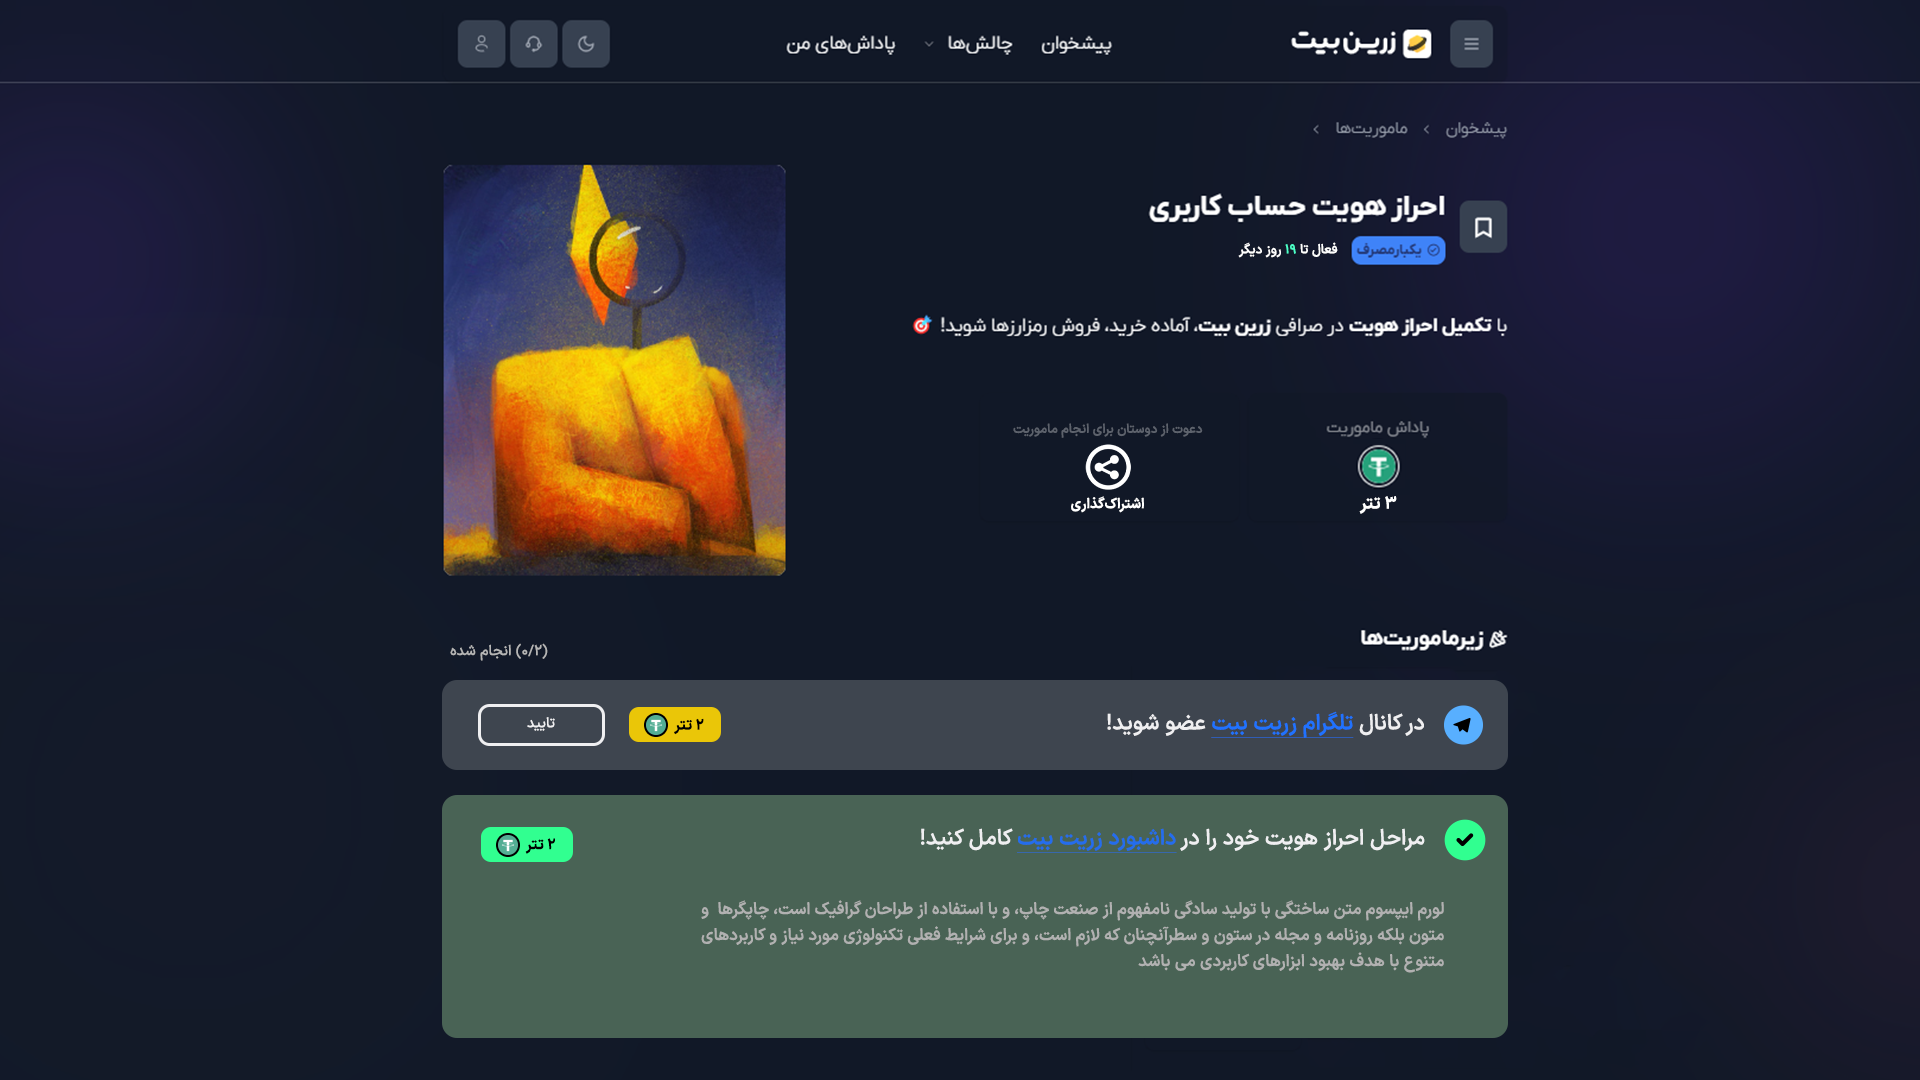 زرین‌بیت
پیشخوان
چالش‌ها
پاداش‌های من
پیشخوان
ماموریت‌ها
احراز هویت حساب کاربری
یکبارمصرف
فعال تا ۱۹ روز دیگر
با تکمیل احراز هویت در صرافی زرین بیت، آماده خرید، فروش رمزارزها شوید! 🎯
پاداش ماموریت
۳ تتر
دعوت از دوستان برای انجام ماموریت
اشتراک‌گذاری
زیرماموریت‌ها
(۰/۲) انجام شده
در کانال تلگرام زریت بیت عضو شوید!
۲ تتر
تایید
مراحل احراز هویت خود را در داشبورد زریت بیت کامل کنید!
۲ تتر
لورم ایپسوم متن ساختگی با تولید سادگی نامفهوم از صنعت چاپ، و با استفاده از طراحان گرافیک است، چاپگرها و
متون بلکه روزنامه و مجله در ستون و سطرآنچنان که لازم است، و برای شرایط فعلی تکنولوژی مورد نیاز و کاربردهای
متنوع با هدف بهبود ابزارهای کاربردی می باشد